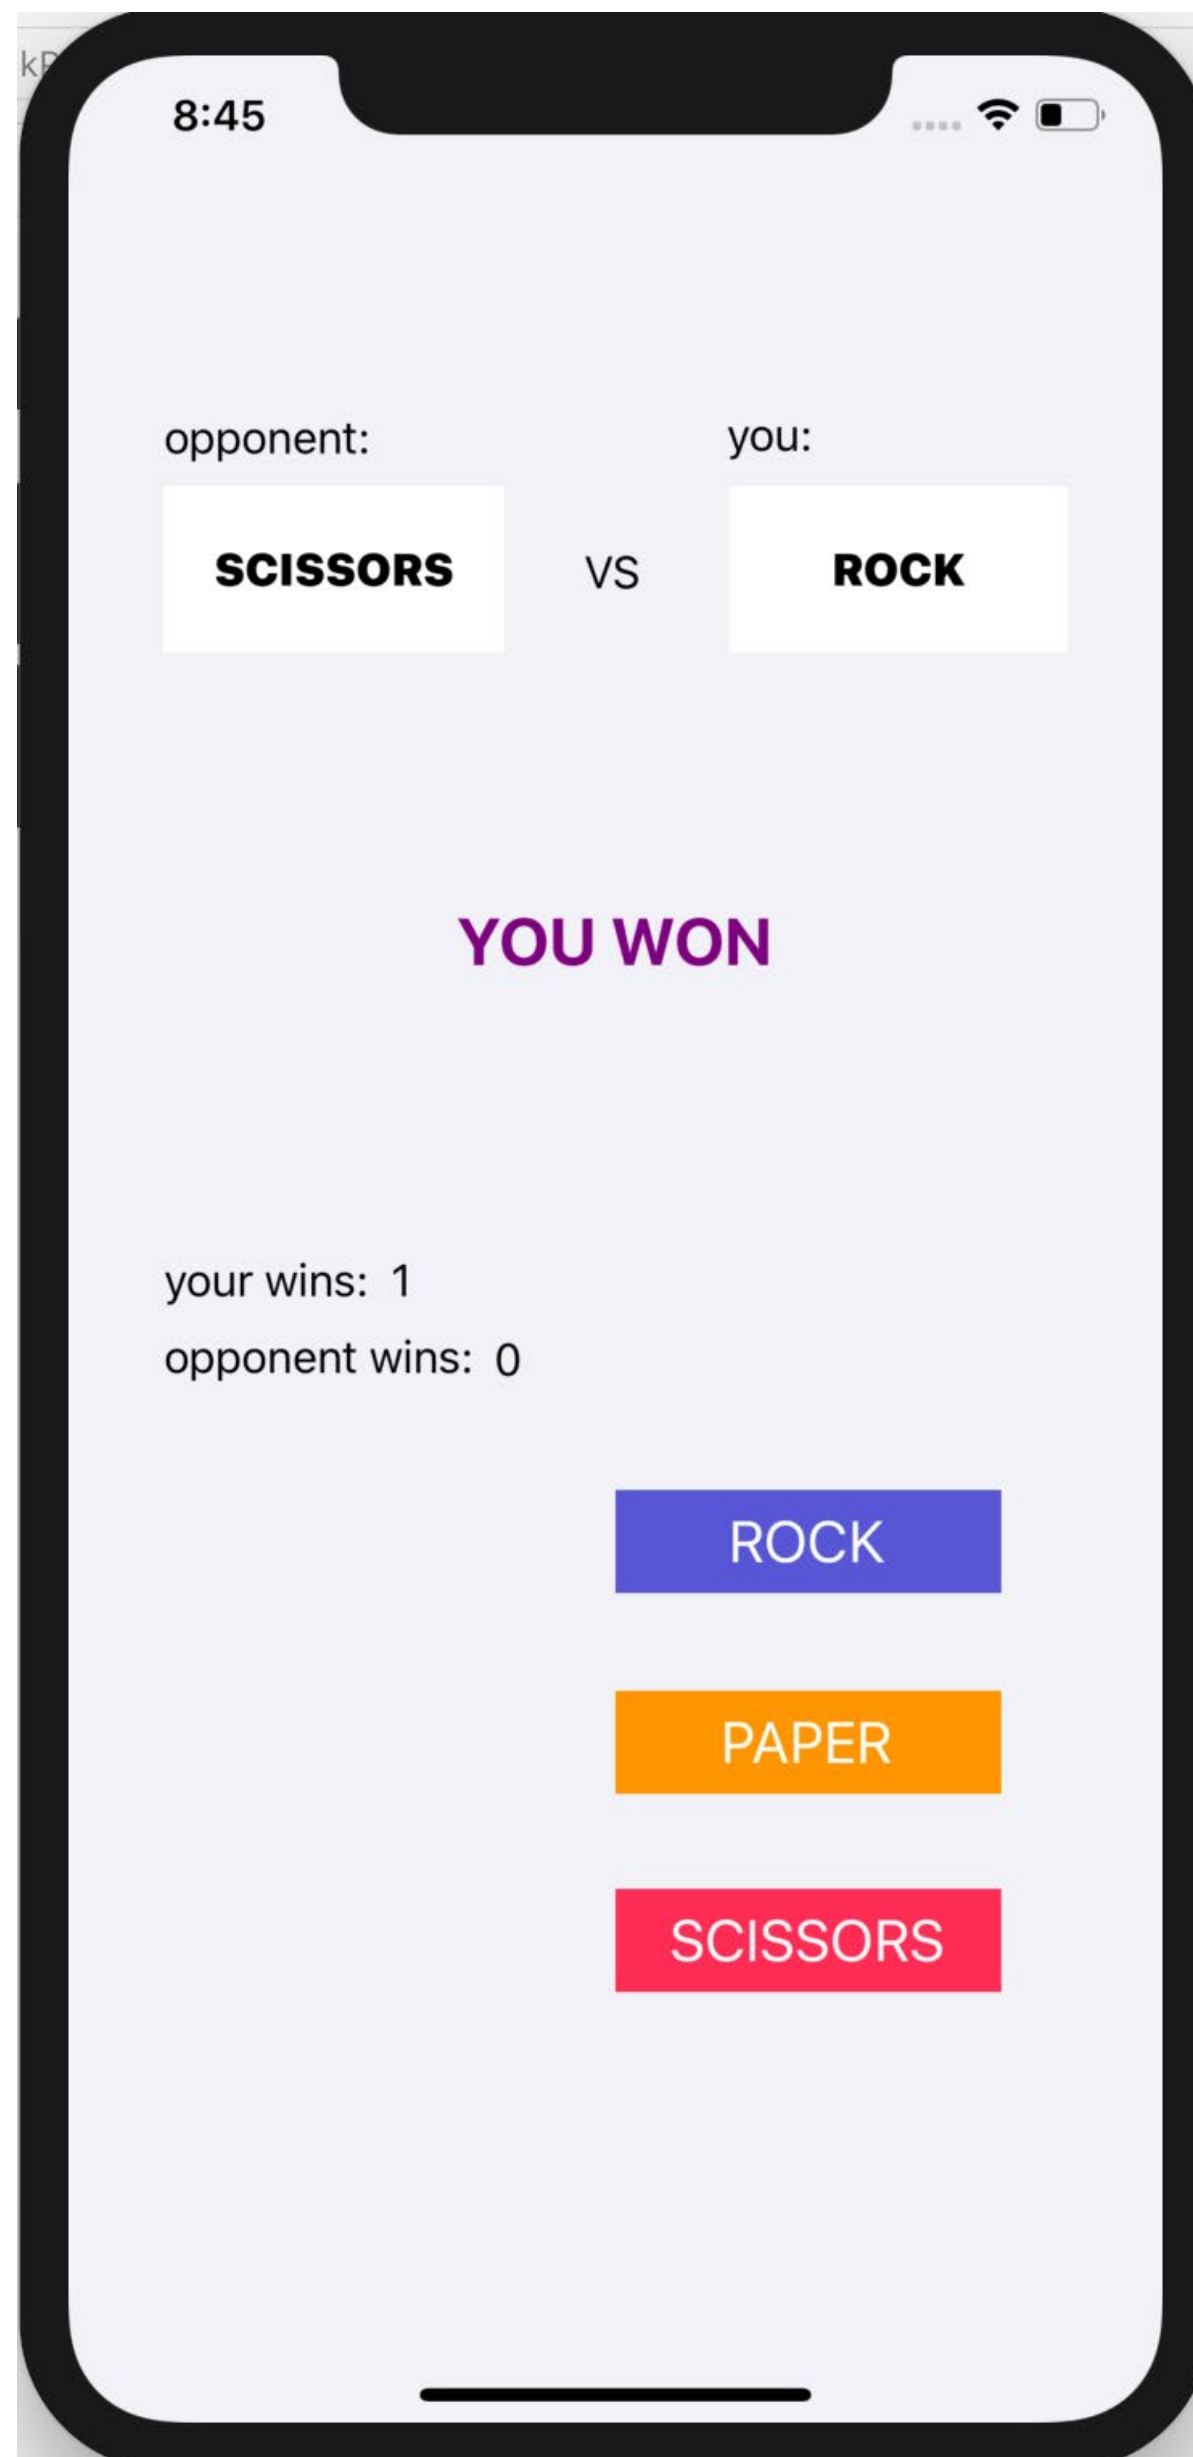 8:45
opponent:
you:
SCISSORS VS ROCK
YOU WON
your wins: 1
opponent wins: 0
ROCK
PAPER
SCISSORS